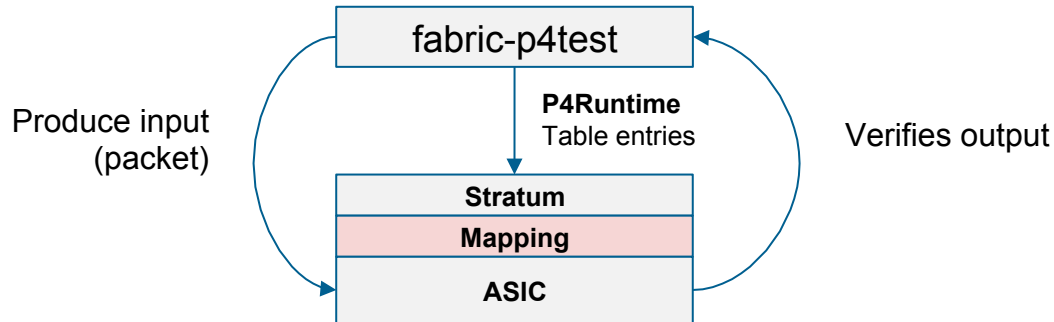 fabric-p4test
Produce input
(packet)
P4Runtime
Table entries
Verifies output
Stratum
Mapping
ASIC